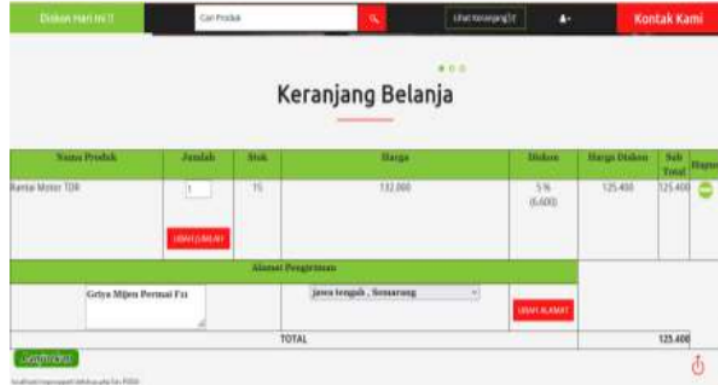 Diskon Hari Ini !!
Cari Produk
Lihat Keranjang
Kontak Kami
Keranjang Belanja
Nama Produk Jumlah Stok Harga Diskon Harga Diskon Sub Total Hapus
Rantai Motor TDR 1 15 132.000 5 % 125.400 125.400
(6.600)
UBAH JUMLAH
Alamat Pengiriman
Griya Mijen Permai F11
jawa tengah , Semarang
UBAH ALAMAT
TOTAL 125.400
Lanjutkan